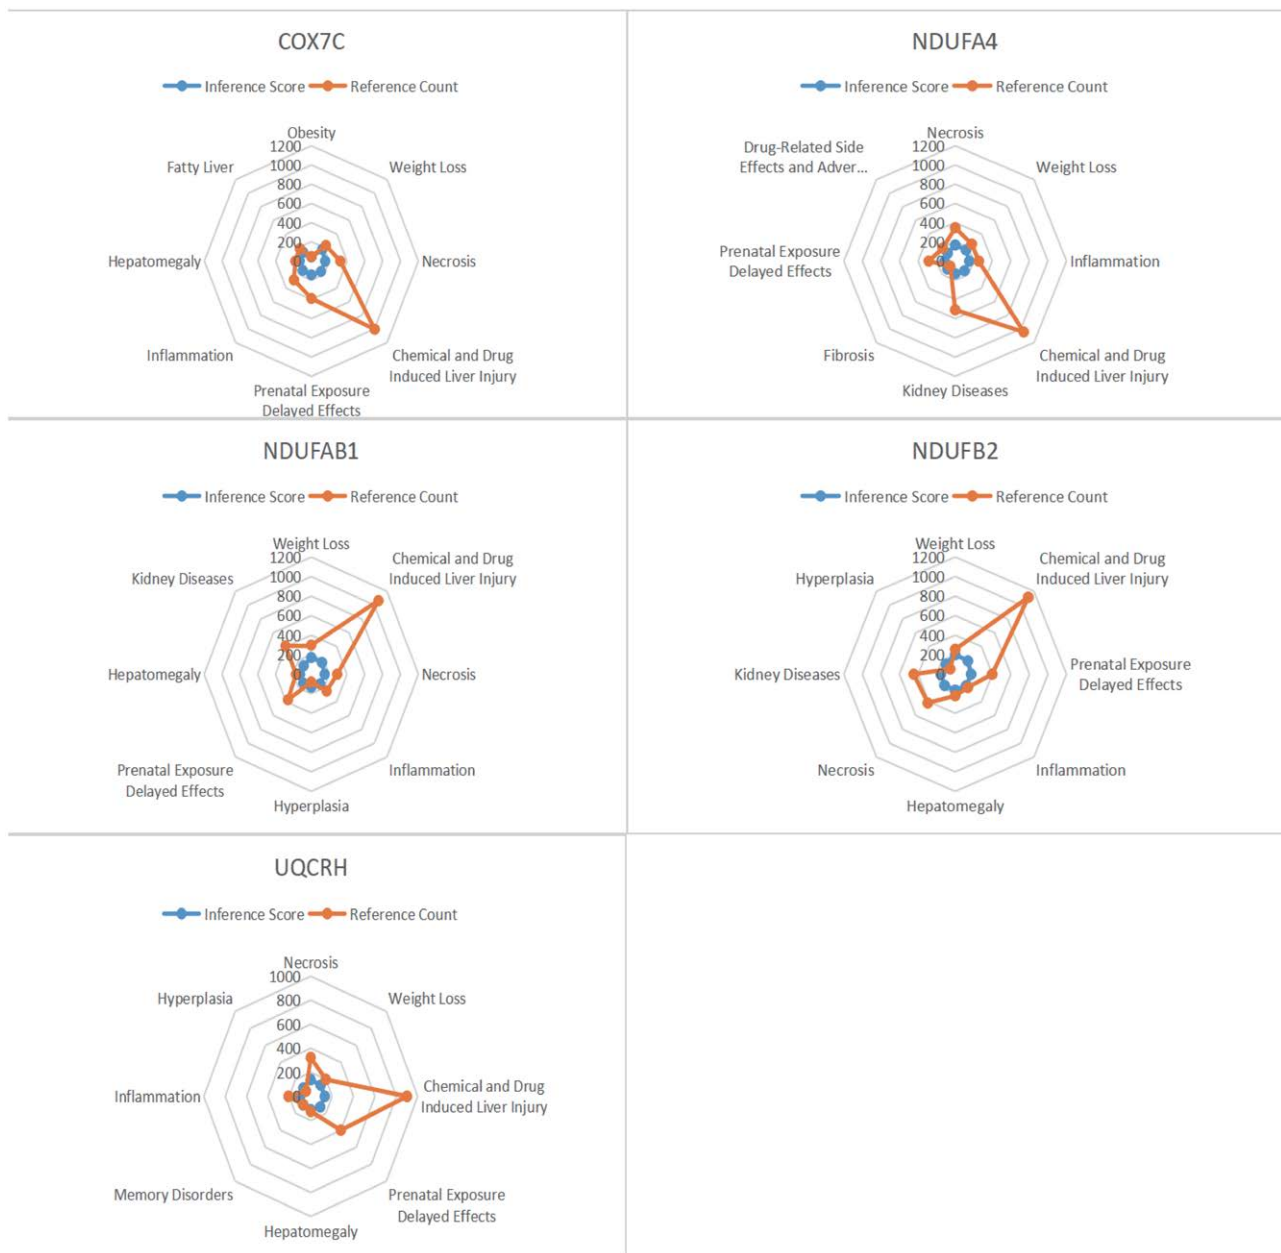 COX7C
Inference Score Reference Count
Obesity
1200
1000
800
600
400
200
0
Fatty Liver
Weight Loss
Hepatomegaly
Necrosis
Inflammation
Chemical and Drug
Induced Liver Injury
Prenatal Exposure
Delayed Effects
NDUFA4
Inference Score Reference Count
Necrosis
1200
1000
800
600
400
200
0
Drug-Related Side
Effects and Adver...
Weight Loss
Prenatal Exposure
Delayed Effects
Inflammation
Fibrosis
Chemical and Drug
Induced Liver Injury
Kidney Diseases
NDUFAB1
Inference Score Reference Count
Weight Loss
1200
1000
800
600
400
200
0
Kidney Diseases
Chemical and Drug
Induced Liver Injury
Hepatomegaly
Necrosis
Prenatal Exposure
Delayed Effects
Inflammation
Hyperplasia
NDUFB2
Inference Score Reference Count
Weight Loss
1200
1000
800
600
400
200
0
Hyperplasia
Chemical and Drug
Induced Liver Injury
Kidney Diseases
Prenatal Exposure
Delayed Effects
Necrosis
Inflammation
Hepatomegaly
UQCRH
Inference Score Reference Count
Necrosis
1000
800
600
400
200
0
Hyperplasia
Weight Loss
Inflammation
Chemical and Drug
Induced Liver Injury
Memory Disorders
Prenatal Exposure
Delayed Effects
Hepatomegaly